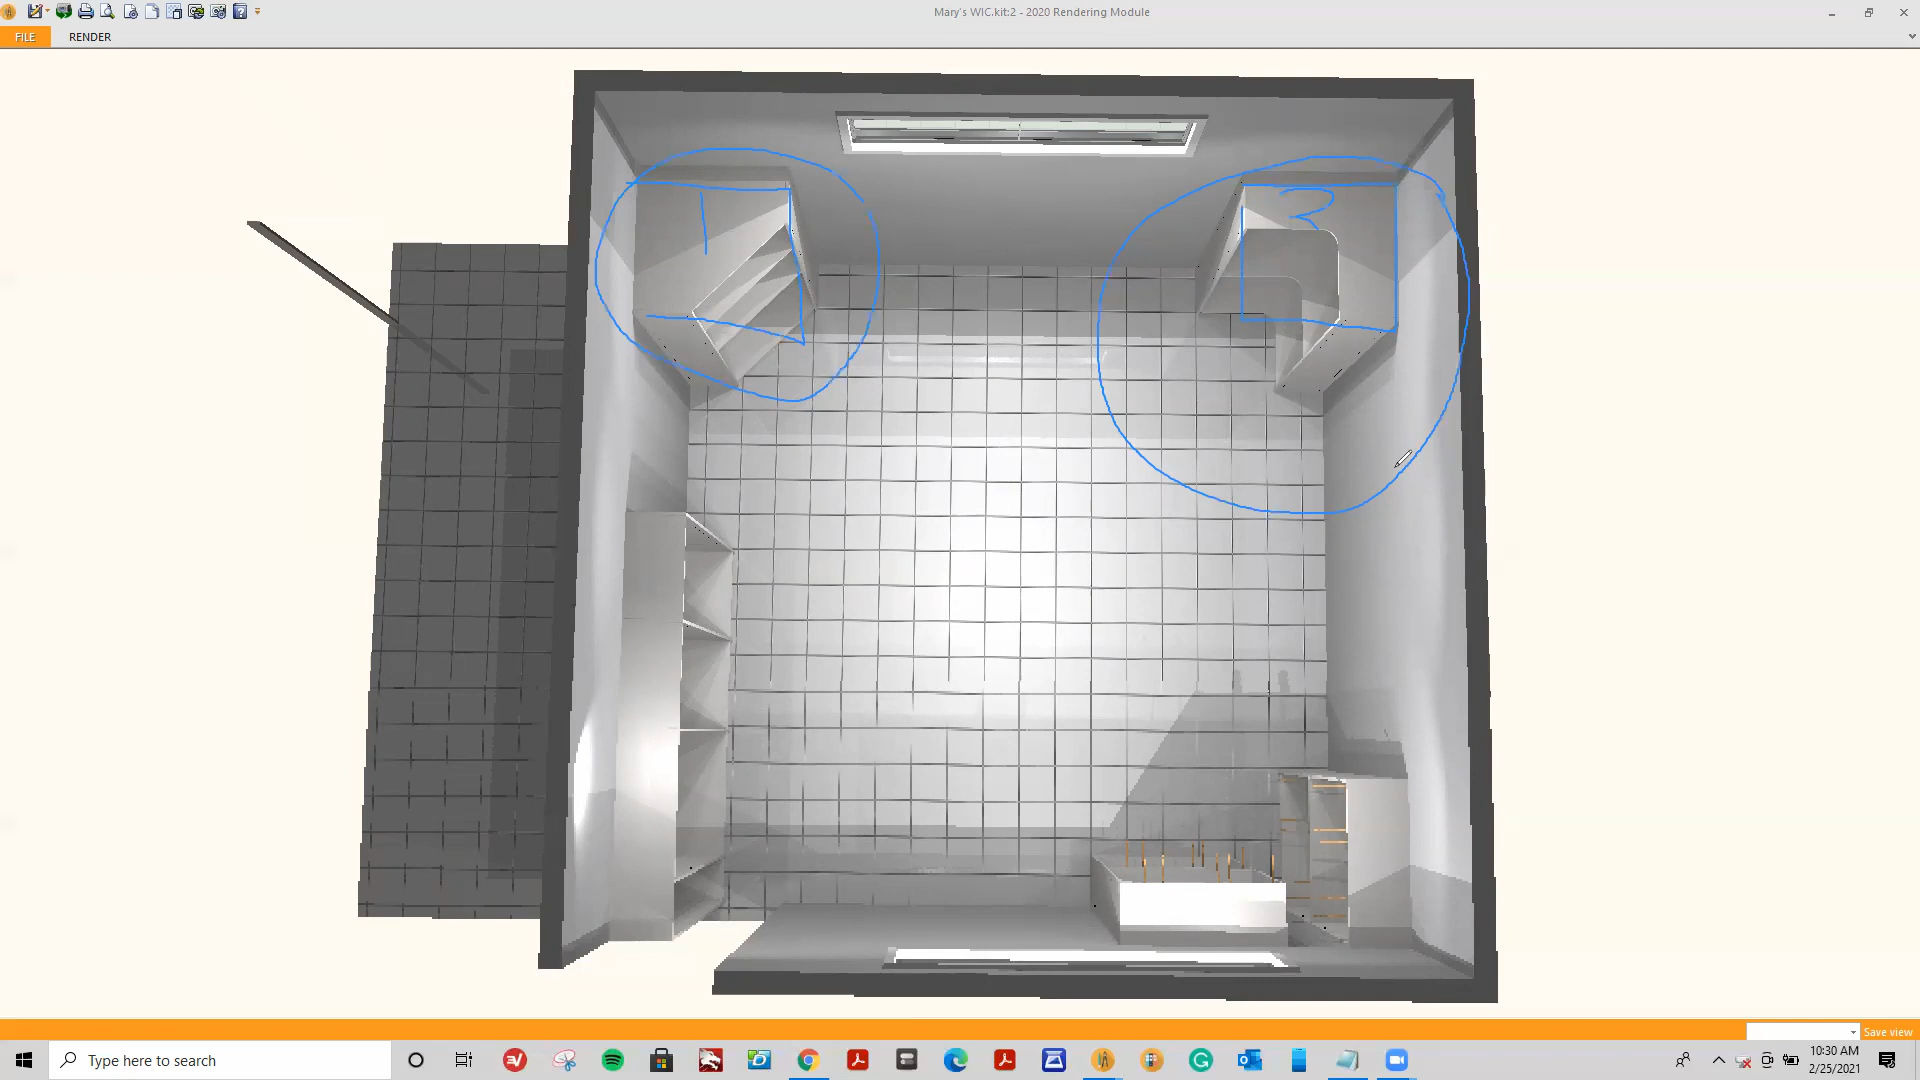 Mary's WIC.kit:2 - 2020 Rendering Module
FILE RENDER
1 3
Save view
Type here to search
10:30 AM
2/25/2021